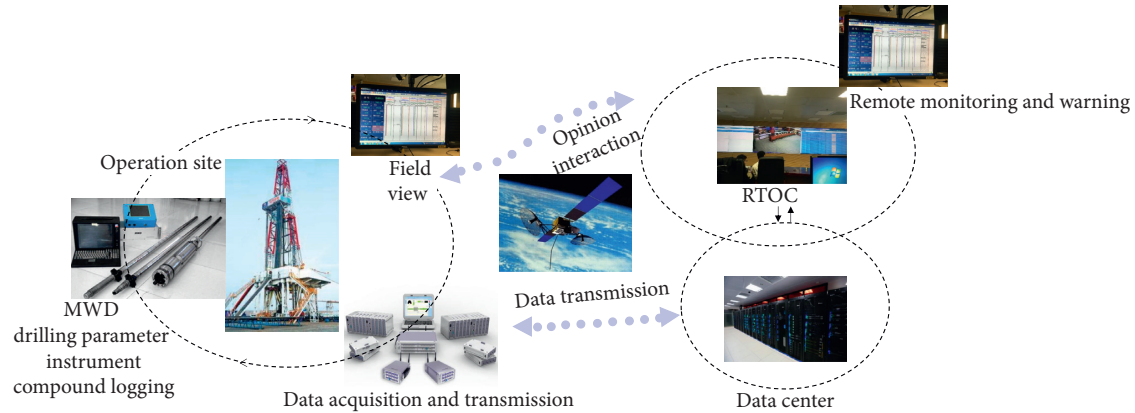 Operation site
MWD
drilling parameter
instrument
compound logging
Field
view
Data acquisition and transmission
Opinion
interaction
Data transmission
Remote monitoring and warning
RTOC
Data center